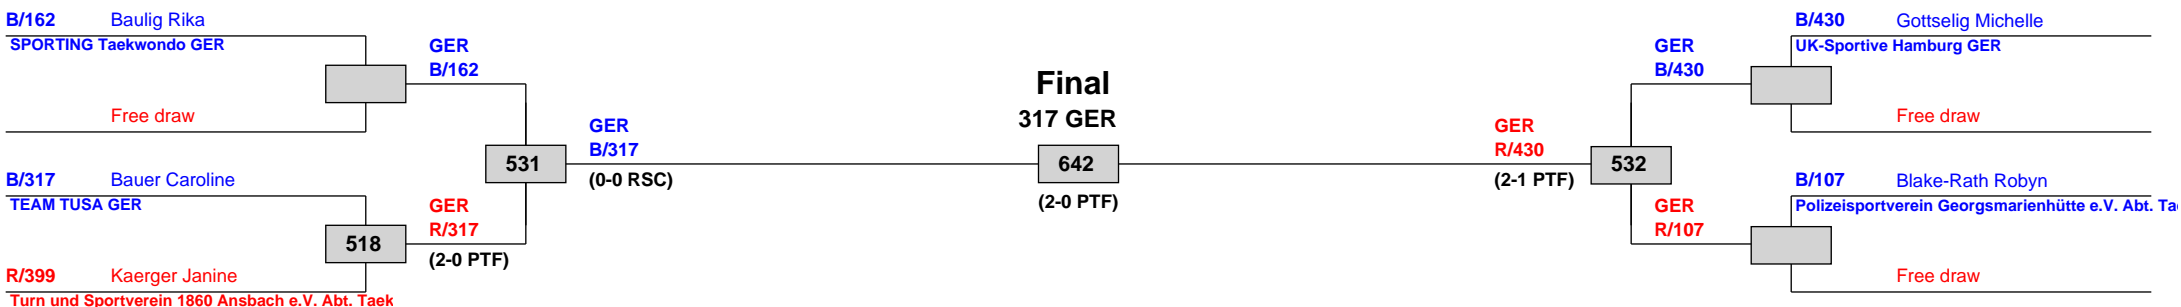 B/162 Baulig Rika
SPORTING Taekwondo GER
Free draw
GER
B/162
B/317 Bauer Caroline
TEAM TUSA GER
518
R/399 Kaerger Janine
Turn und Sportverein 1860 Ansbach e.V. Abt. Taek
GER
R/317
(2-0 PTF)
531
GER
B/317
(0-0 RSC)
Final
317 GER
642
(2-0 PTF)
GER
R/430
(2-1 PTF)
532
GER
B/430
GER
R/107
B/430 Gottselig Michelle
UK-Sportive Hamburg GER
Free draw
B/107 Blake-Rath Robyn
Polizeisportverein Georgsmarienhütte e.V. Abt. Tae
Free draw